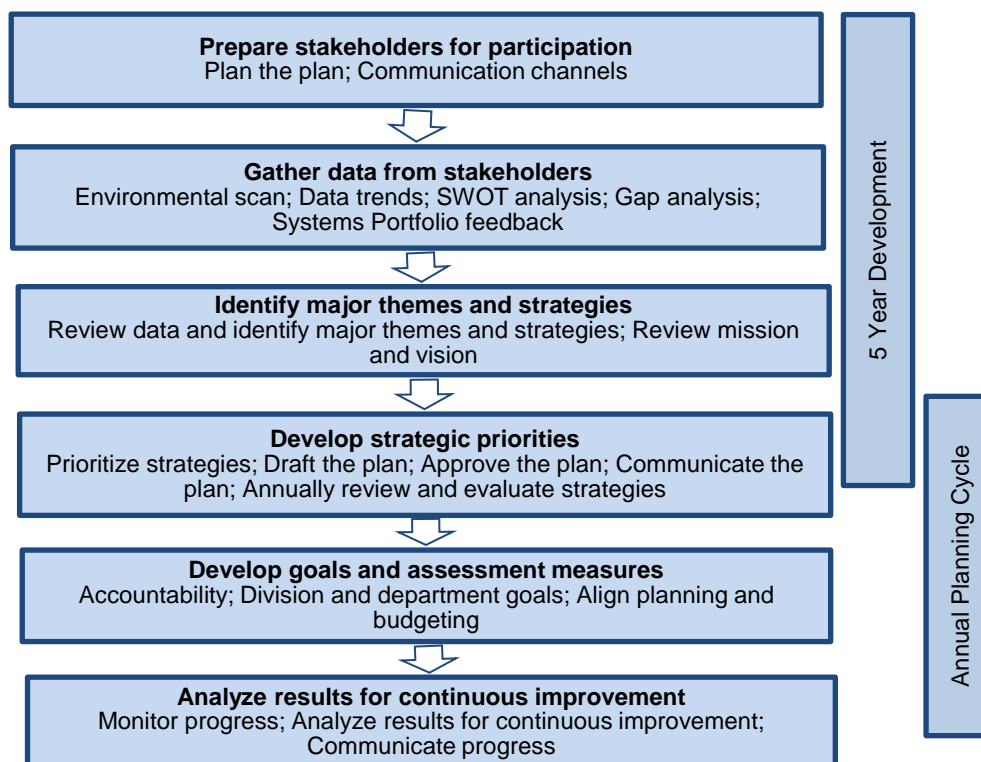 Prepare stakeholders for participation
Plan the plan; Communication channels
Gather data from stakeholders
Environmental scan; Data trends; SWOT analysis; Gap analysis;
Systems Portfolio feedback
Identify major themes and strategies
Review data and identify major themes and strategies; Review mission
and vision
Develop strategic priorities
Prioritize strategies; Draft the plan; Approve the plan; Communicate the
plan; Annually review and evaluate strategies
Develop goals and assessment measures
Accountability; Division and department goals; Align planning and
budgeting
Analyze results for continuous improvement
Monitor progress; Analyze results for continuous improvement;
Communicate progress
5 Year Development
Annual Planning Cycle